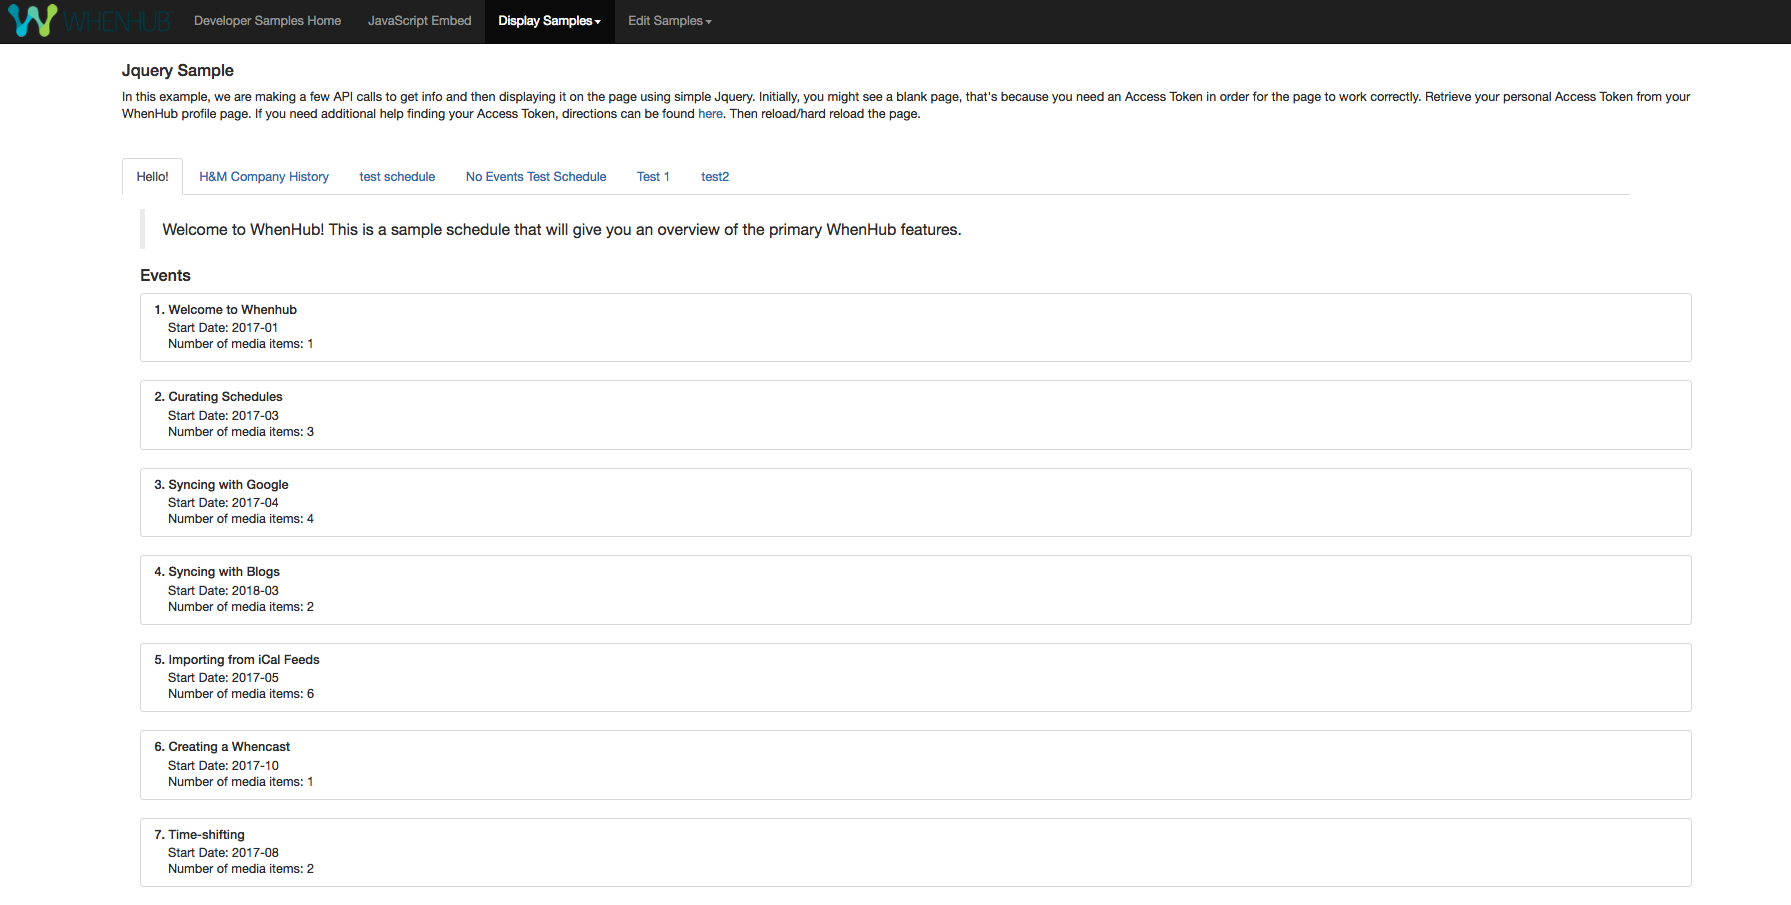 WHENHUB Developer Samples Home JavaScript Embed Display Samples Edit Samples
Jquery Sample
In this example, we are making a few API calls to get info and then displaying it on the page using simple Jquery. Initially, you might see a blank page, that's because you need an Access Token in order for the page to work correctly. Retrieve your personal Access Token from your
WhenHub profile page. If you need additional help finding your Access Token, directions can be found here. Then reload/hard reload the page.
Hello! H&M Company History test schedule No Events Test Schedule Test 1 test2
Welcome to WhenHub! This is a sample schedule that will give you an overview of the primary WhenHub features.
Events
1. Welcome to Whenhub
Start Date: 2017-01
Number of media items: 1
2. Curating Schedules
Start Date: 2017-03
Number of media items: 3
3. Syncing with Google
Start Date: 2017-04
Number of media items: 4
4. Syncing with Blogs
Start Date: 2018-03
Number of media items: 2
5. Importing from iCal Feeds
Start Date: 2017-05
Number of media items: 6
6. Creating a Whencast
Start Date: 2017-10
Number of media items: 1
7. Time-shifting
Start Date: 2017-08
Number of media items: 2